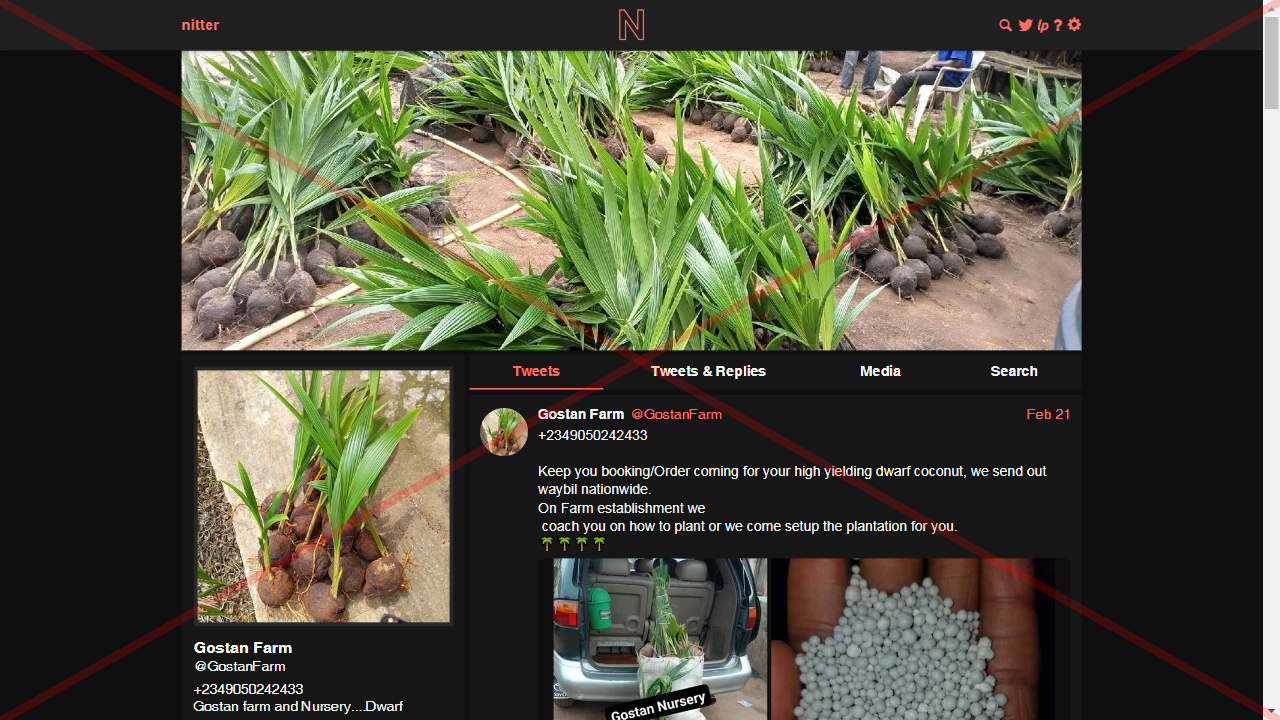 nitter
N
lp ?
Tweets
Tweets & Replies
Media
Search
Gostan Farm @GostanFarm
Feb 21
+2349050242433
Keep you booking/Order coming for your high yielding dwarf coconut, we send out
waybil nationwide.
On Farm establishment we
coach you on how to plant or we come setup the plantation for you.
🌴🌴🌴🌴
Gostan Nursery
Gostan Farm
@GostanFarm
+2349050242433
Gostan farm and Nursery....Dwarf